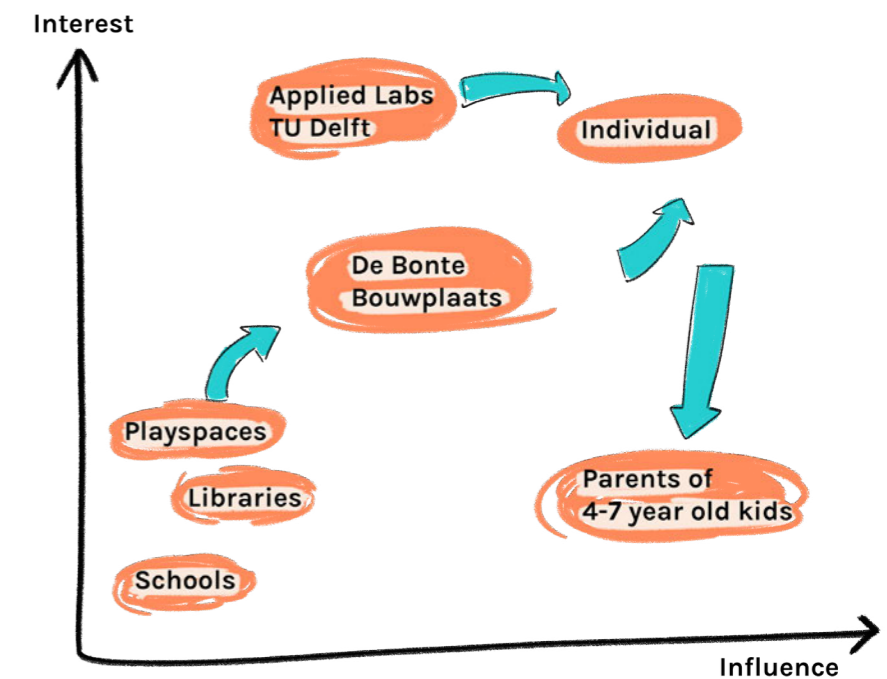 Interest
Applied Labs
TU Delft
Individual
De Bonte
Bouwplaats
Playspaces
Libraries
Parents of
4-7 year old kids
Schools
Influence